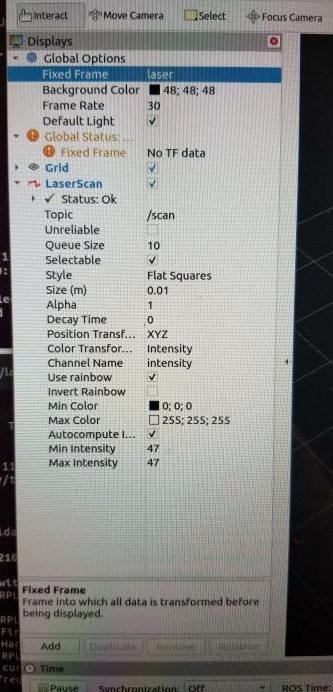 Interact Move Camera Select Focus Camera
Displays
Global Options
Fixed Frame laser
Background Color 48; 48; 48
Frame Rate 30
Default Light
Global Status: ...
Fixed Frame No TF data
Grid
LaserScan
Status: Ok
Topic /scan
Unreliable
Queue Size 10
Selectable
Style Flat Squares
Size (m) 0.01
Alpha 1
Decay Time 0
Position Transf... XYZ
Color Transfor... Intensity
Channel Name intensity
Use rainbow
Invert Rainbow
Min Color 0; 0; 0
Max Color 255; 255; 255
Autocompute I...
Min Intensity 47
Max Intensity 47
Fixed Frame
Frame into which all data is transformed before
being displayed.
Add Duplicate Remove Rename
Time
Pause Synchronization: Off ROS Time